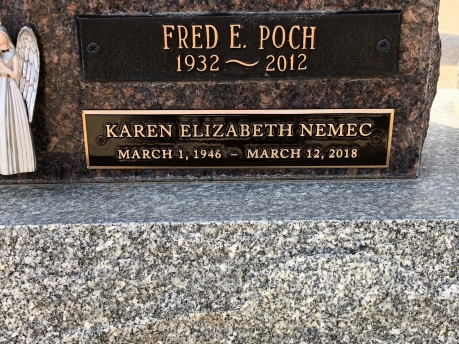 FRED E. POCH
1932 ~ 2012
KAREN ELIZABETH NEMEC
MARCH 1, 1946 – MARCH 12, 2018